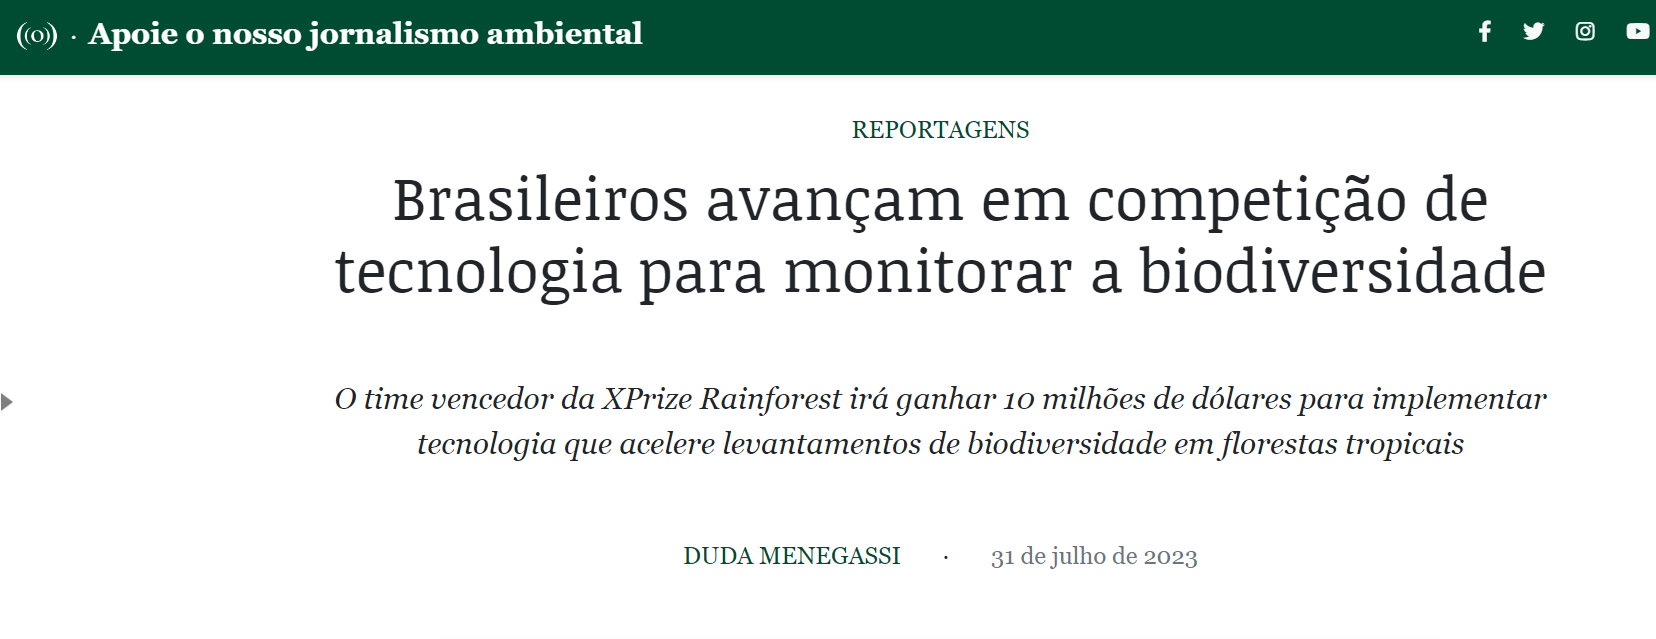 ((o)) · Apoie o nosso jornalismo ambiental
REPORTAGENS
Brasileiros avançam em competição de
tecnologia para monitorar a biodiversidade
O time vencedor da XPrize Rainforest irá ganhar 10 milhões de dólares para implementar
tecnologia que acelere levantamentos de biodiversidade em florestas tropicais
DUDA MENEGASSI · 31 de julho de 2023